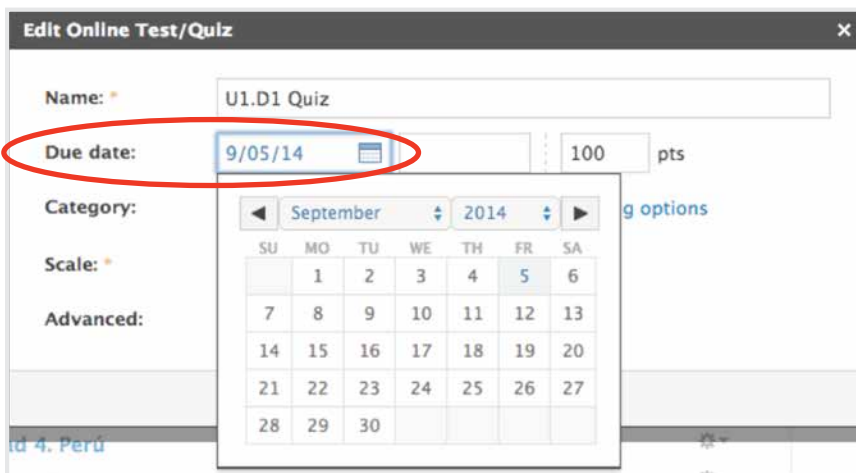 Edit Online Test/Quiz ×
Name: * U1.D1 Quiz
Due date: 9/05/14 100 pts
Category: g options
Scale: *
Advanced:
◀ September 2014 ▶
SU MO TU WE TH FR SA
1 2 3 4 5 6
7 8 9 10 11 12 13
14 15 16 17 18 19 20
21 22 23 24 25 26 27
28 29 30
d 4. Perú